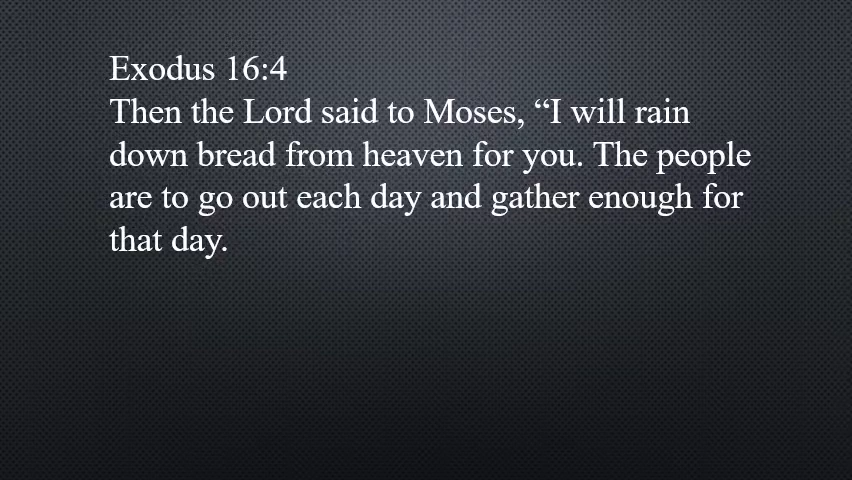 Exodus 16:4
Then the Lord said to Moses, “I will rain
down bread from heaven for you. The people
are to go out each day and gather enough for
that day.